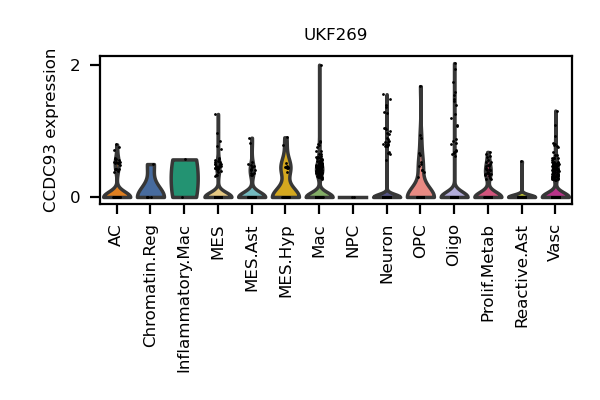 UKF269
CCDC93 expression
2
0
AC
Chromatin.Reg
Inflammatory.Mac
MES
MES.Ast
MES.Hyp
Mac
NPC
Neuron
OPC
Oligo
Prolif.Metab
Reactive.Ast
Vasc